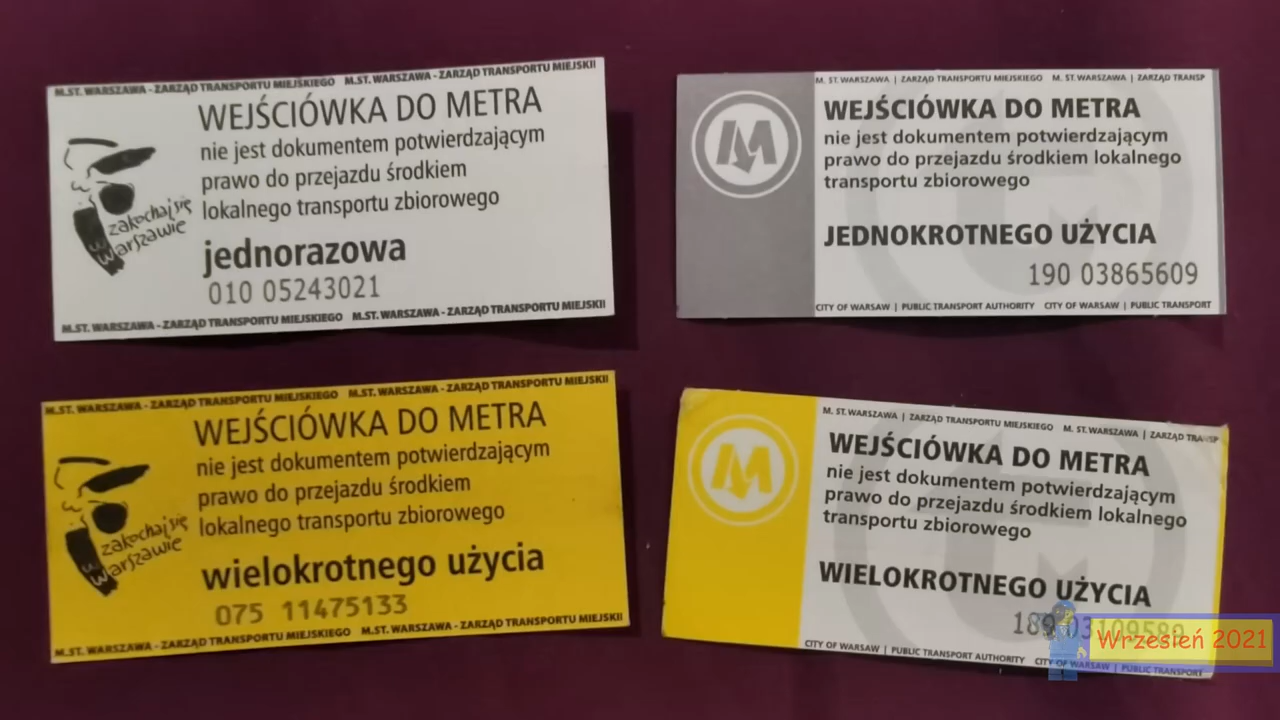 M.ST. WARSZAWA - ZARZĄD TRANSPORTU MIEJSKIEGO M.ST. WARSZAWA - ZARZĄD TRANSPORTU MIEJSKII
WEJŚCIÓWKA DO METRA
nie jest dokumentem potwierdzającym
prawo do przejazdu środkiem
lokalnego transportu zbiorowego
zakochaj się
w
Warszawie
jednorazowa
010 05243021
M.ST. WARSZAWA - ZARZĄD TRANSPORTU MIEJSKIEGO M.ST. WARSZAWA - ZARZĄD TRANSPORTU MIEJSKII
M. ST. WARSZAWA | ZARZĄD TRANSPORTU MIEJSKIEGO M. ST. WARSZAWA | ZARZĄD TRANSP
M
WEJŚCIÓWKA DO METRA
nie jest dokumentem potwierdzającym
prawo do przejazdu środkiem lokalnego
transportu zbiorowego
JEDNOKROTNEGO UŻYCIA
190 03865609
CITY OF WARSAW | PUBLIC TRANSPORT AUTHORITY CITY OF WARSAW | PUBLIC TRANSPORT
M.ST. WARSZAWA - ZARZĄD TRANSPORTU MIEJSKIEGO M.ST. WARSZAWA - ZARZĄD TRANSPORTU MIEJSKII
WEJŚCIÓWKA DO METRA
nie jest dokumentem potwierdzającym
prawo do przejazdu środkiem
lokalnego transportu zbiorowego
zakochaj się
w
Warszawie
wielokrotnego użycia
075 11475133
M.ST. WARSZAWA - ZARZĄD TRANSPORTU MIEJSKIEGO M.ST. WARSZAWA - ZARZĄD TRANSPORTU MIEJSKII
M. ST. WARSZAWA | ZARZĄD TRANSPORTU MIEJSKIEGO M. ST. WARSZAWA | ZARZĄD TRANSP
M
WEJŚCIÓWKA DO METRA
nie jest dokumentem potwierdzającym
prawo do przejazdu środkiem lokalnego
transportu zbiorowego
WIELOKROTNEGO UŻYCIA
189
Wrzesień 2021
CITY OF WARSAW | PUBLIC TRANSPORT AUTHORITY CITY OF WARSAW | PUBLIC TRANSPORT